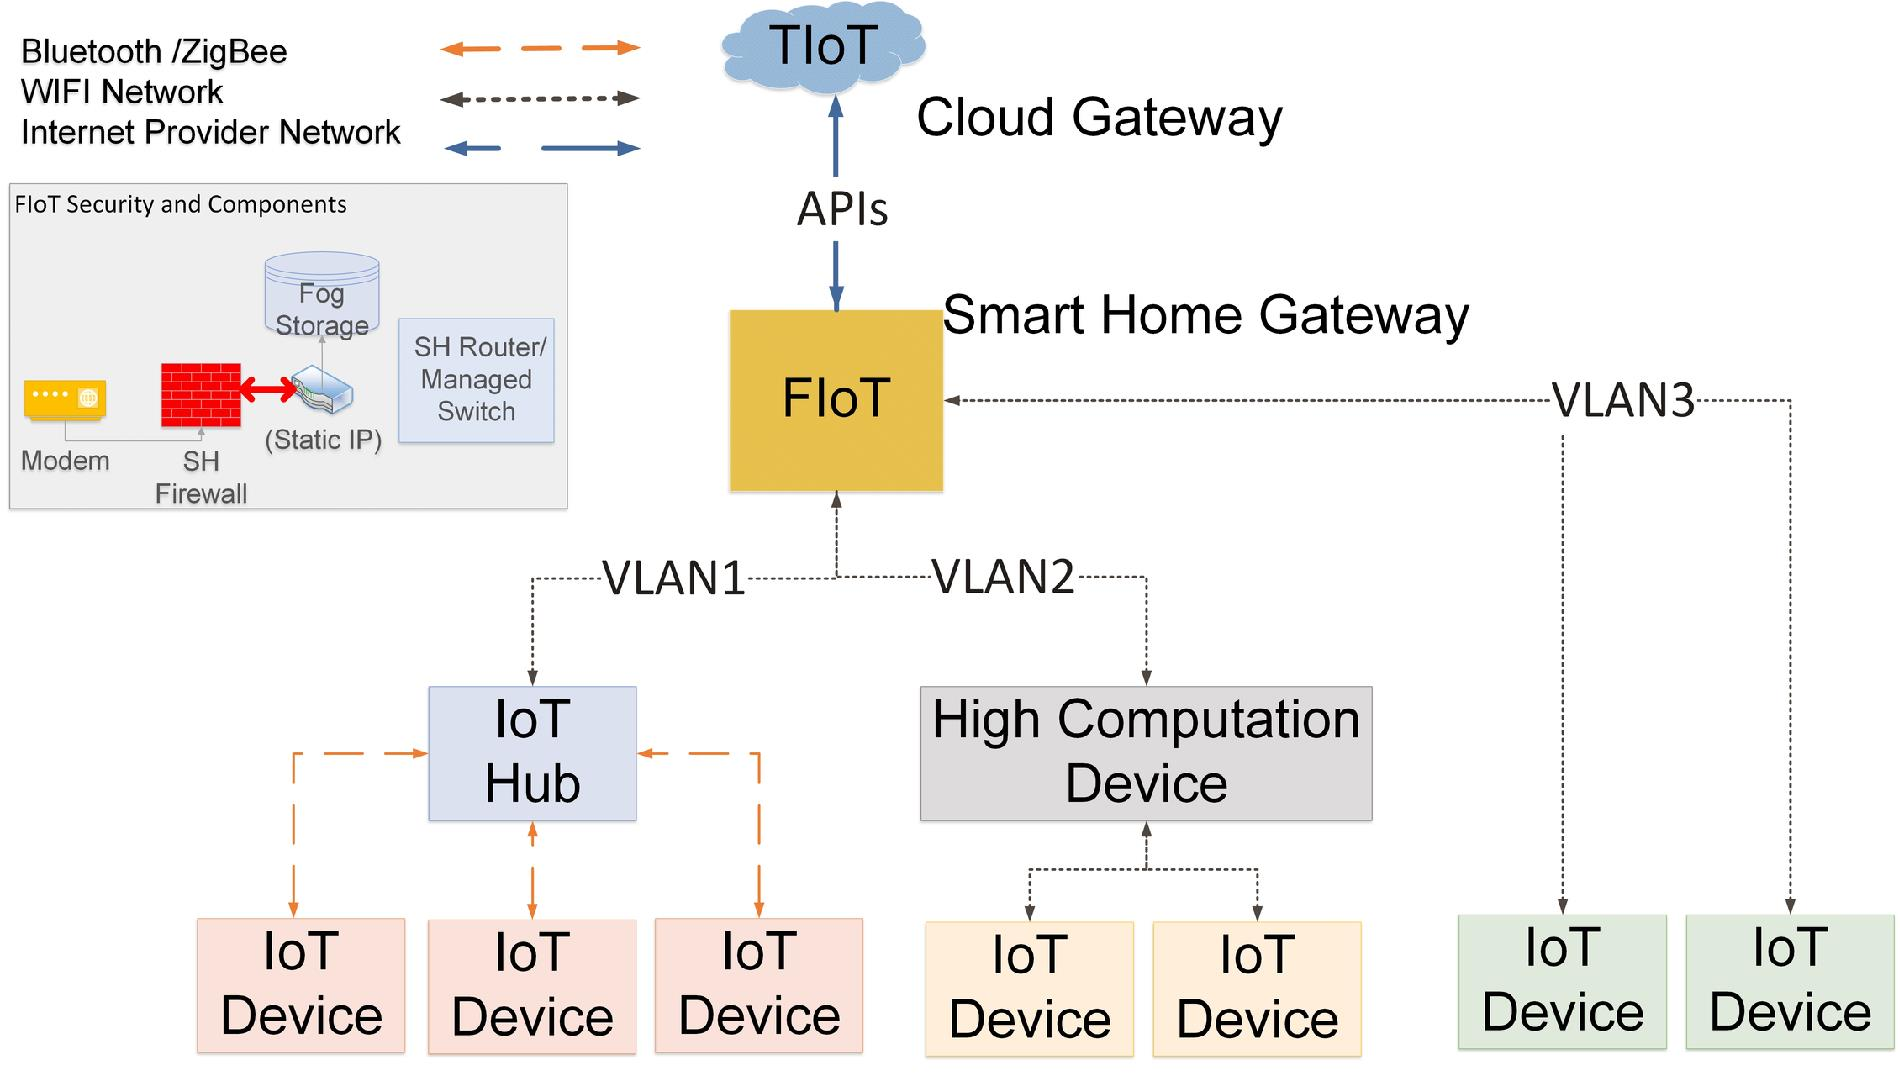 Bluetooth /ZigBee
WIFI Network
Internet Provider Network
TIoT
Cloud Gateway
APIs
FIoT Security and Components
Fog
Storage
SH Router/
Managed
Switch
(Static IP)
Modem
SH
Firewall
Smart Home Gateway
FIoT
VLAN3
VLAN1
VLAN2
IoT
Hub
High Computation
Device
IoT
Device
IoT
Device
IoT
Device
IoT
Device
IoT
Device
IoT
Device
IoT
Device